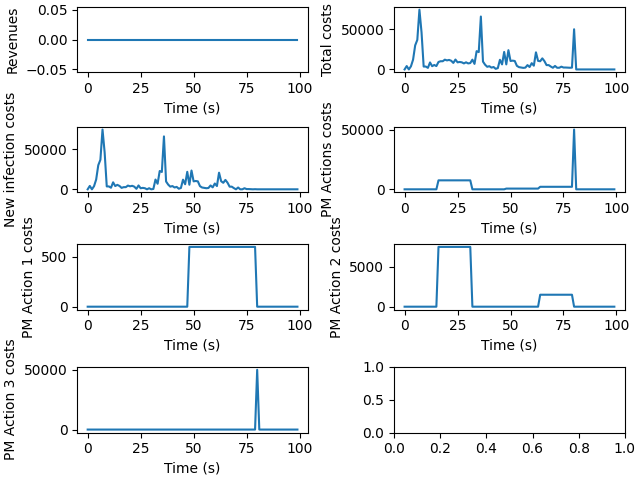 Revenues
0.05
0.00
−0.05
0 25 50 75 100
Time (s)
Total costs
50000
0
0 25 50 75 100
Time (s)
New infection costs
50000
0
0 25 50 75 100
Time (s)
PM Actions costs
50000
0
0 25 50 75 100
Time (s)
PM Action 1 costs
500
0
0 25 50 75 100
Time (s)
PM Action 2 costs
5000
0
0 25 50 75 100
Time (s)
PM Action 3 costs
50000
0
0 25 50 75 100
Time (s)
1.0
0.5
0.0
0.0 0.2 0.4 0.6 0.8 1.0